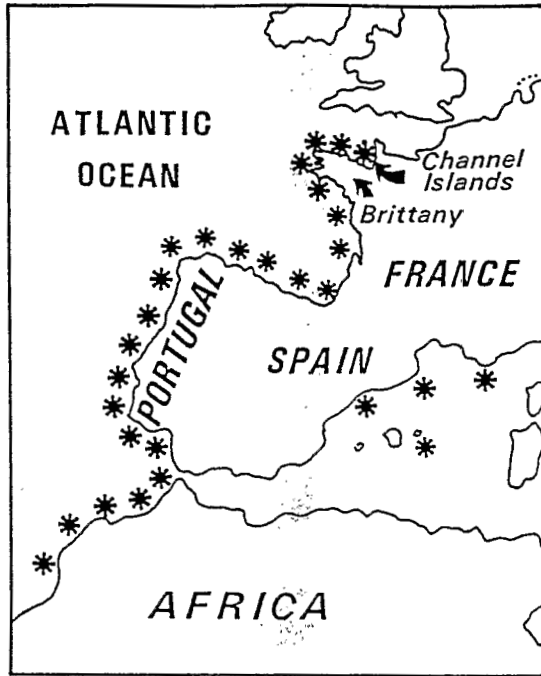 ATLANTIC
OCEAN
Channel
Islands
Brittany
FRANCE
PORTUGAL
SPAIN
AFRICA